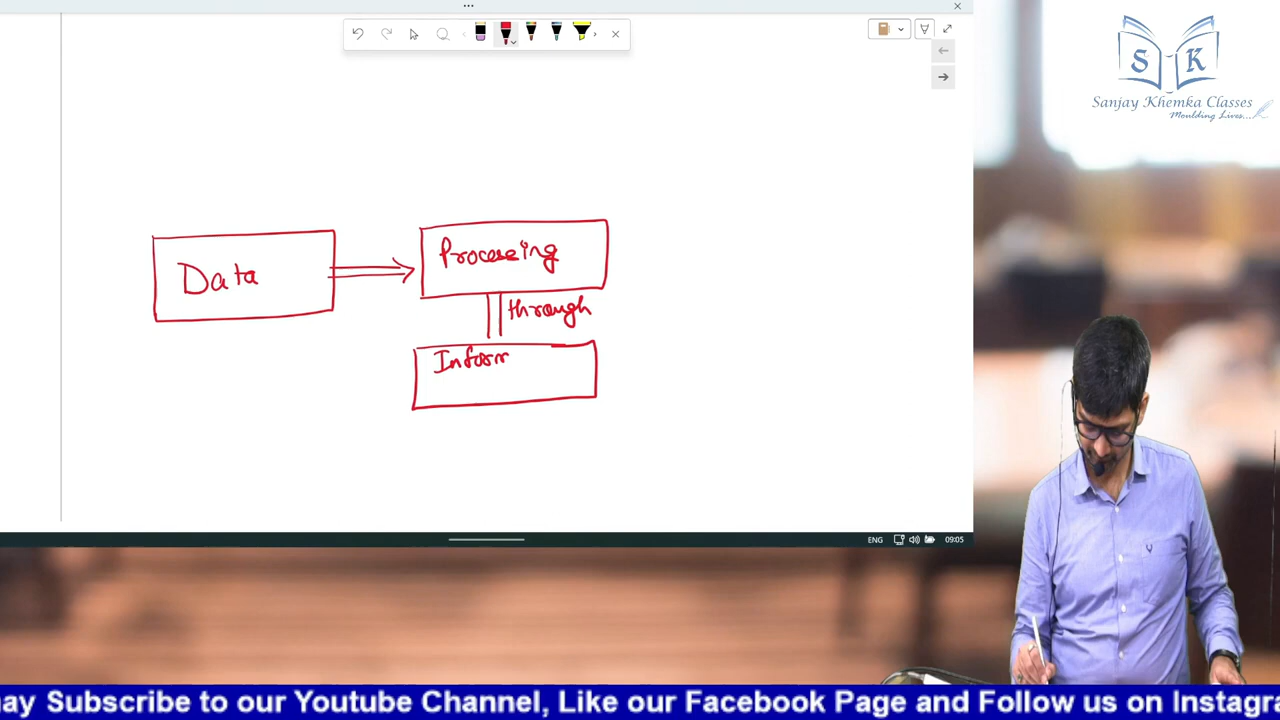 S K
Sanjay Khemka Classes
Moulding Lives...
Data
Processing
through
Inform
ENG
09:05
may Subscribe to our Youtube Channel, Like our Facebook Page and Follow us on Instagra